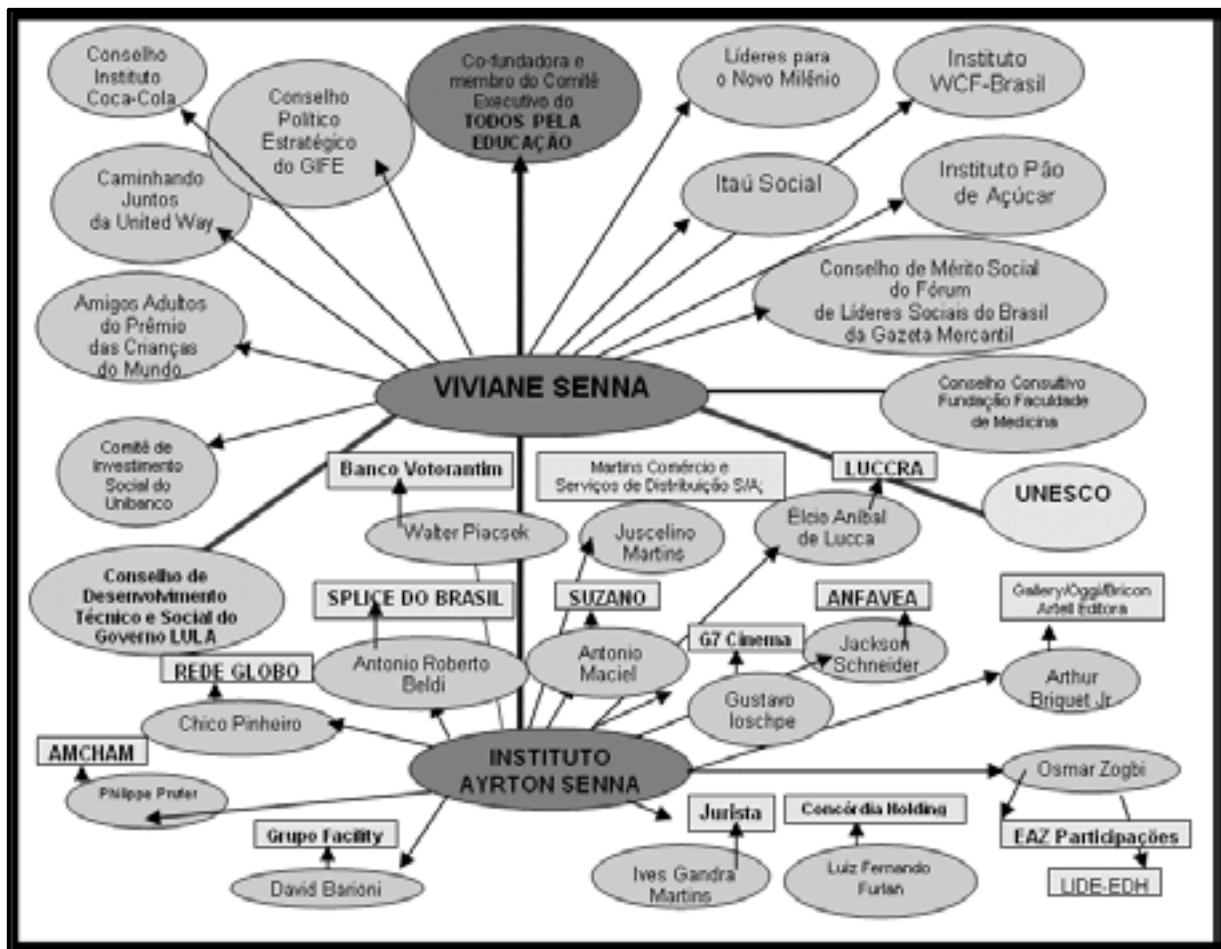 Conselho
Instituto
Coca-Cola
Conselho
Político
Estratégico
do GIFE
Co-fundadora e
membro do Comitê
Executivo do
TODOS PELA
EDUCAÇÃO
Líderes para
o Novo Milênio
Instituto
WCF-Brasil
Caminhando
Juntos
da United Way
Itaú Social
Instituto Pão
de Açúcar
Amigos Adultos
do Prêmio
das Crianças
do Mundo
Conselho de Mérito Social
do Fórum
de Líderes Sociais do Brasil
da Gazeta Mercantil
VIVIANE SENNA
Conselho Consultivo
Fundação Faculdade
de Medicina
Comitê de
Investimento
Social do
Unibanco
Banco Votorantim
Martins Comércio e
Serviços de Distribuição S/A;
LUCCRA
UNESCO
Walter Piacsek
Juscelino
Martins
Élcio Aníbal
de Lucca
Conselho de
Desenvolvimento
Técnico e Social do
Governo LULA
SPLICE DO BRASIL
SUZANO
ANFAVEA
Gallery/Oggi/Bricon
Artell Editora
REDE GLOBO
Antonio Roberto
Beldi
Antonio
Maciel
G7 Cinema
Jackson
Schneider
Arthur
Briquet Jr.
Chico Pinheiro
Gustavo
Ioschpe
AMCHAM
INSTITUTO
AYRTON SENNA
Osmar Zogbi
Philippe Prufer
Grupo Facility
Jurista
Concórdia Holding
EAZ Participações
David Barioni
Ives Gandra
Martins
Luiz Fernando
Furlan
LIDE-EDH